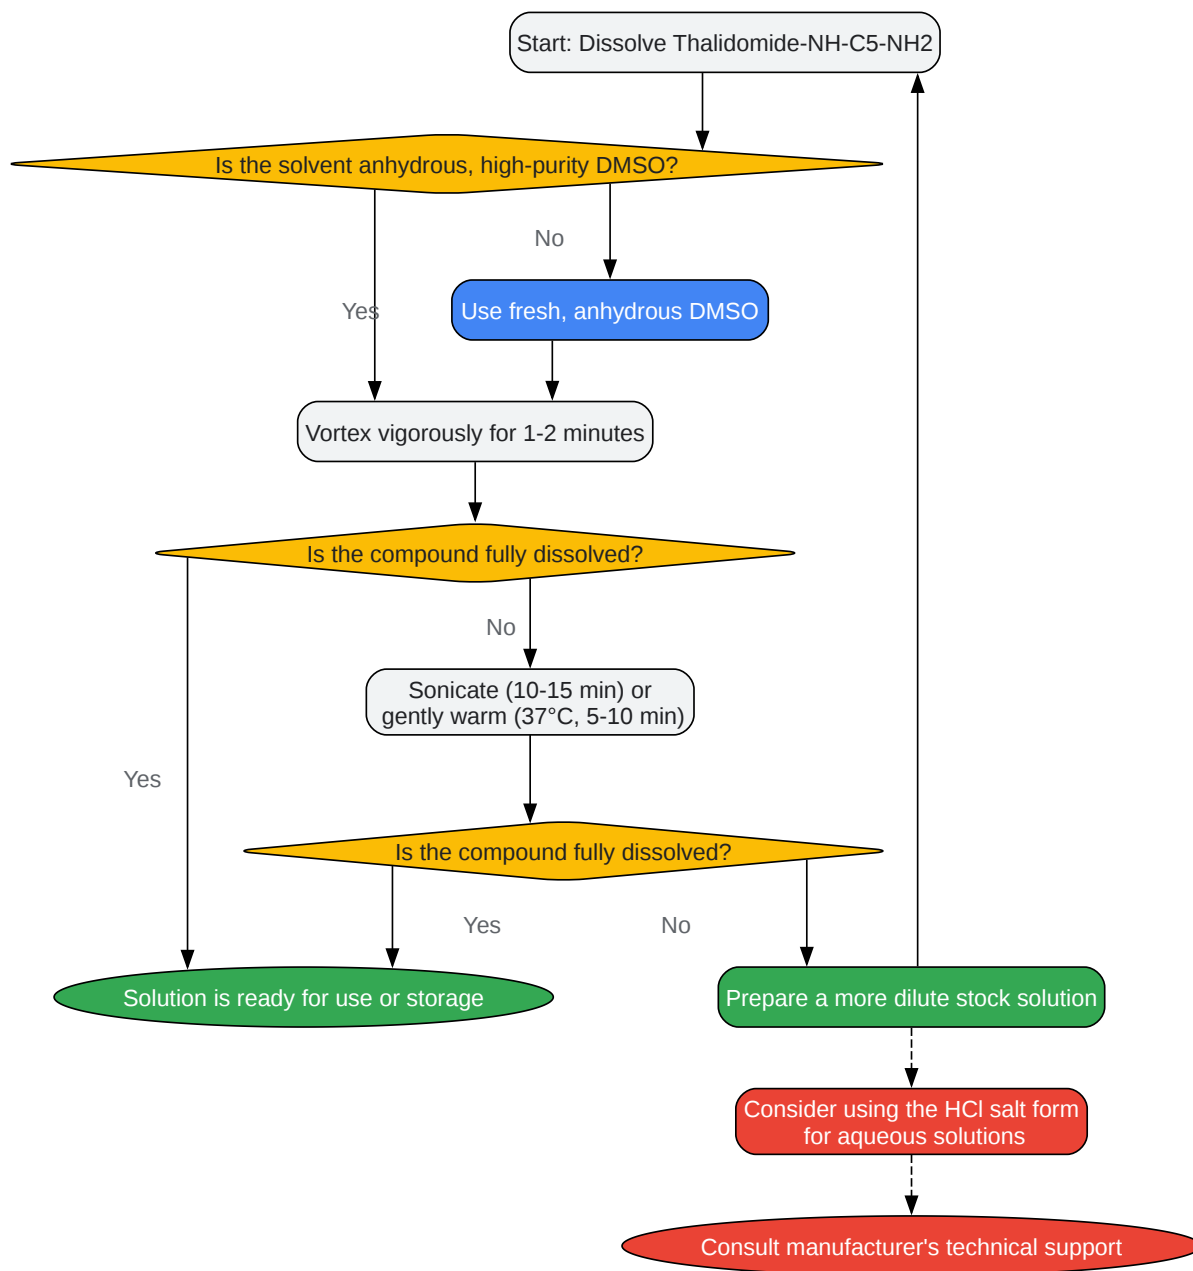 Start: Dissolve Thalidomide-NH-C5-NH2
Is the solvent anhydrous, high-purity DMSO?
No
Yes
Use fresh, anhydrous DMSO
Vortex vigorously for 1-2 minutes
Is the compound fully dissolved?
No
Sonicate (10-15 min) or
gently warm (37°C, 5-10 min)
Yes
Is the compound fully dissolved?
Yes
No
Solution is ready for use or storage
Prepare a more dilute stock solution
Consider using the HCl salt form
for aqueous solutions
Consult manufacturer's technical support